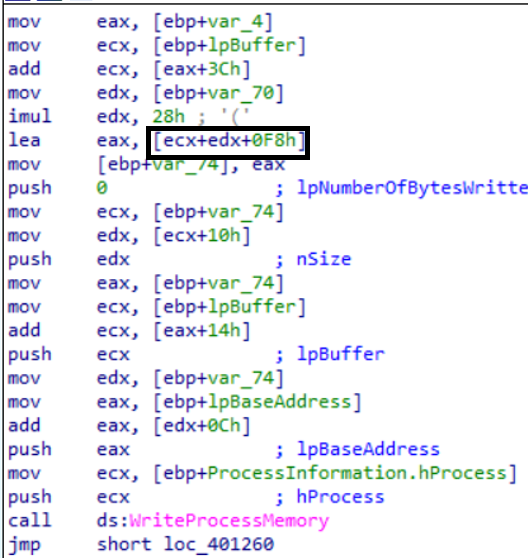 mov eax, [ebp+var_4]
mov ecx, [ebp+lpBuffer]
add ecx, [eax+3Ch]
mov edx, [ebp+var_70]
imul edx, 28h ; '('
lea eax, [ecx+edx+0F8h]
mov [ebp+var_74], eax
push 0 ; lpNumberOfBytesWritte
mov ecx, [ebp+var_74]
mov edx, [ecx+10h]
push edx ; nSize
mov eax, [ebp+var_74]
mov ecx, [ebp+lpBuffer]
add ecx, [eax+14h]
push ecx ; lpBuffer
mov edx, [ebp+var_74]
mov eax, [ebp+lpBaseAddress]
add eax, [edx+0Ch]
push eax ; lpBaseAddress
mov ecx, [ebp+ProcessInformation.hProcess]
push ecx ; hProcess
call ds:WriteProcessMemory
jmp short loc_401260